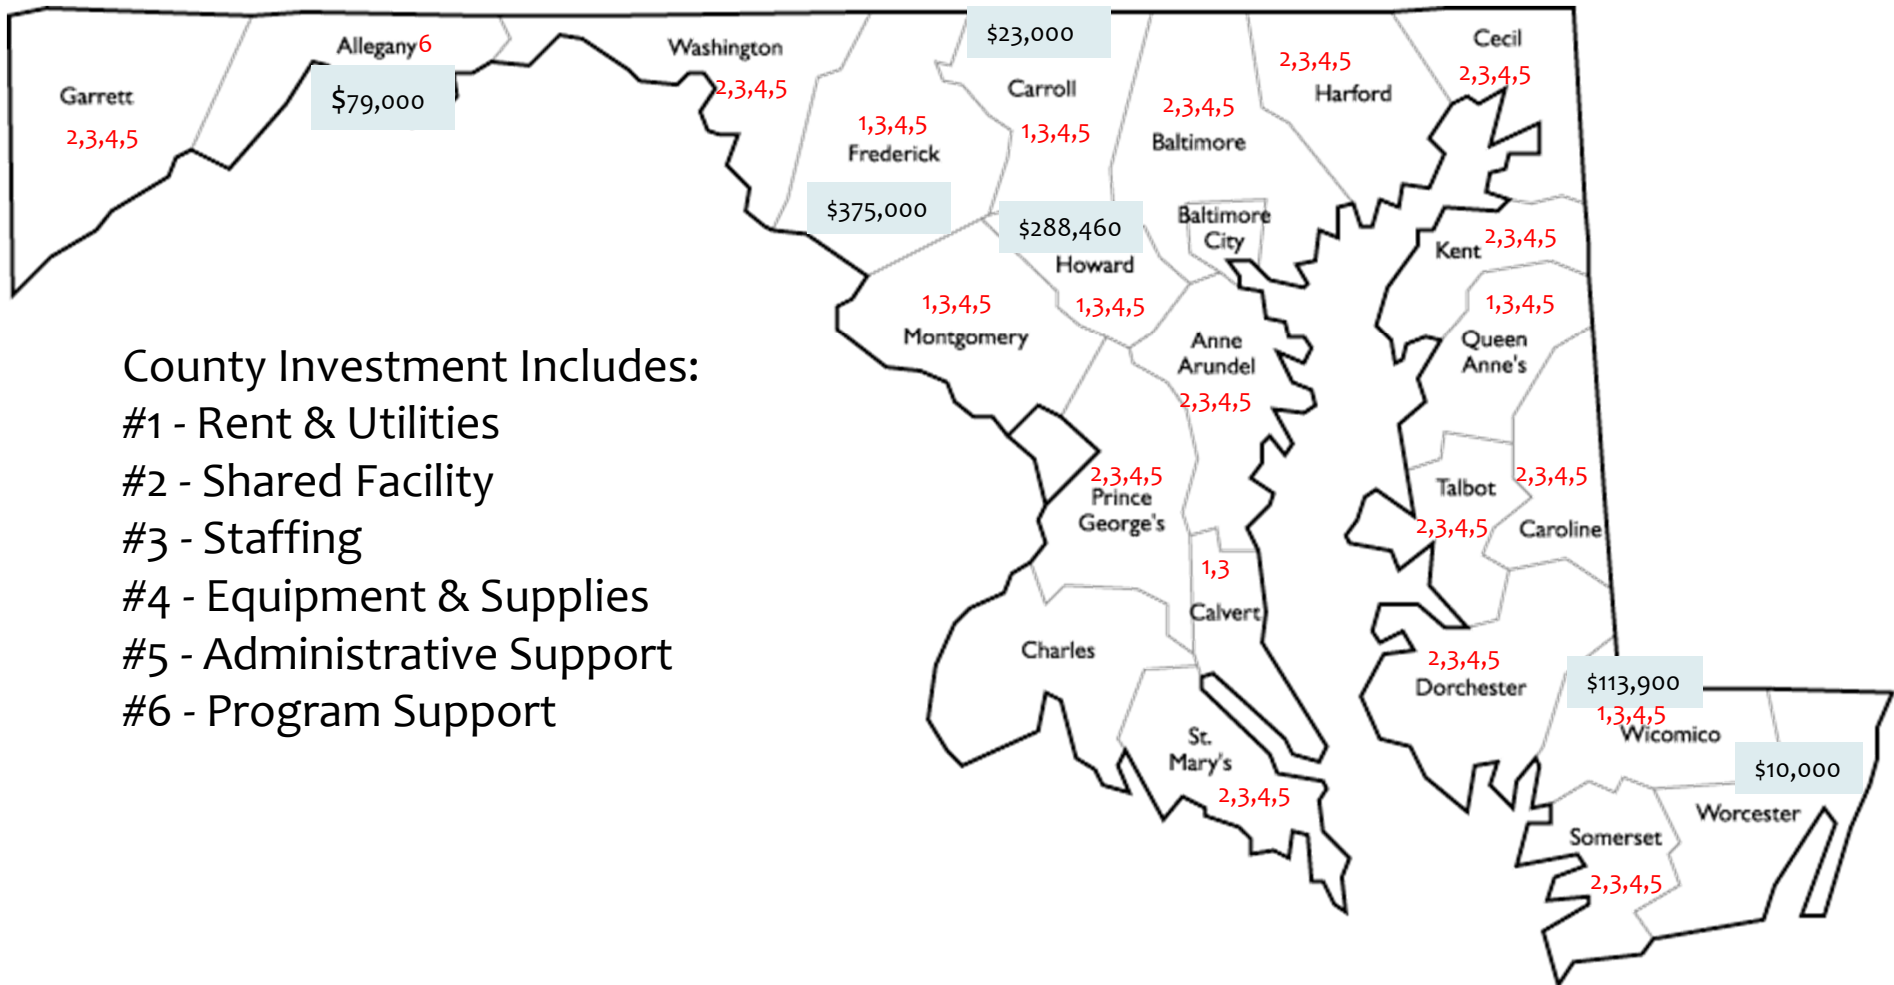 $23,000
Allegany 6
Washington
Cecil
Garrett
$79,000
2,3,4,5
Carroll
2,3,4,5
Harford
2,3,4,5
2,3,4,5
1,3,4,5
Frederick
1,3,4,5
2,3,4,5
Baltimore
$375,000
$288,460
Howard
Baltimore
City
Kent
2,3,4,5
1,3,4,5
Montgomery
1,3,4,5
Anne
Arundel
2,3,4,5
1,3,4,5
Queen
Anne's
County Investment Includes:
#1 - Rent & Utilities
#2 - Shared Facility
#3 - Staffing
#4 - Equipment & Supplies
#5 - Administrative Support
#6 - Program Support
2,3,4,5
Prince
George's
Talbot
2,3,4,5
2,3,4,5
Caroline
1,3
Calvert
Charles
2,3,4,5
Dorchester
$113,900
1,3,4,5
Wicomico
St.
Mary's
2,3,4,5
$10,000
Worcester
Somerset
2,3,4,5